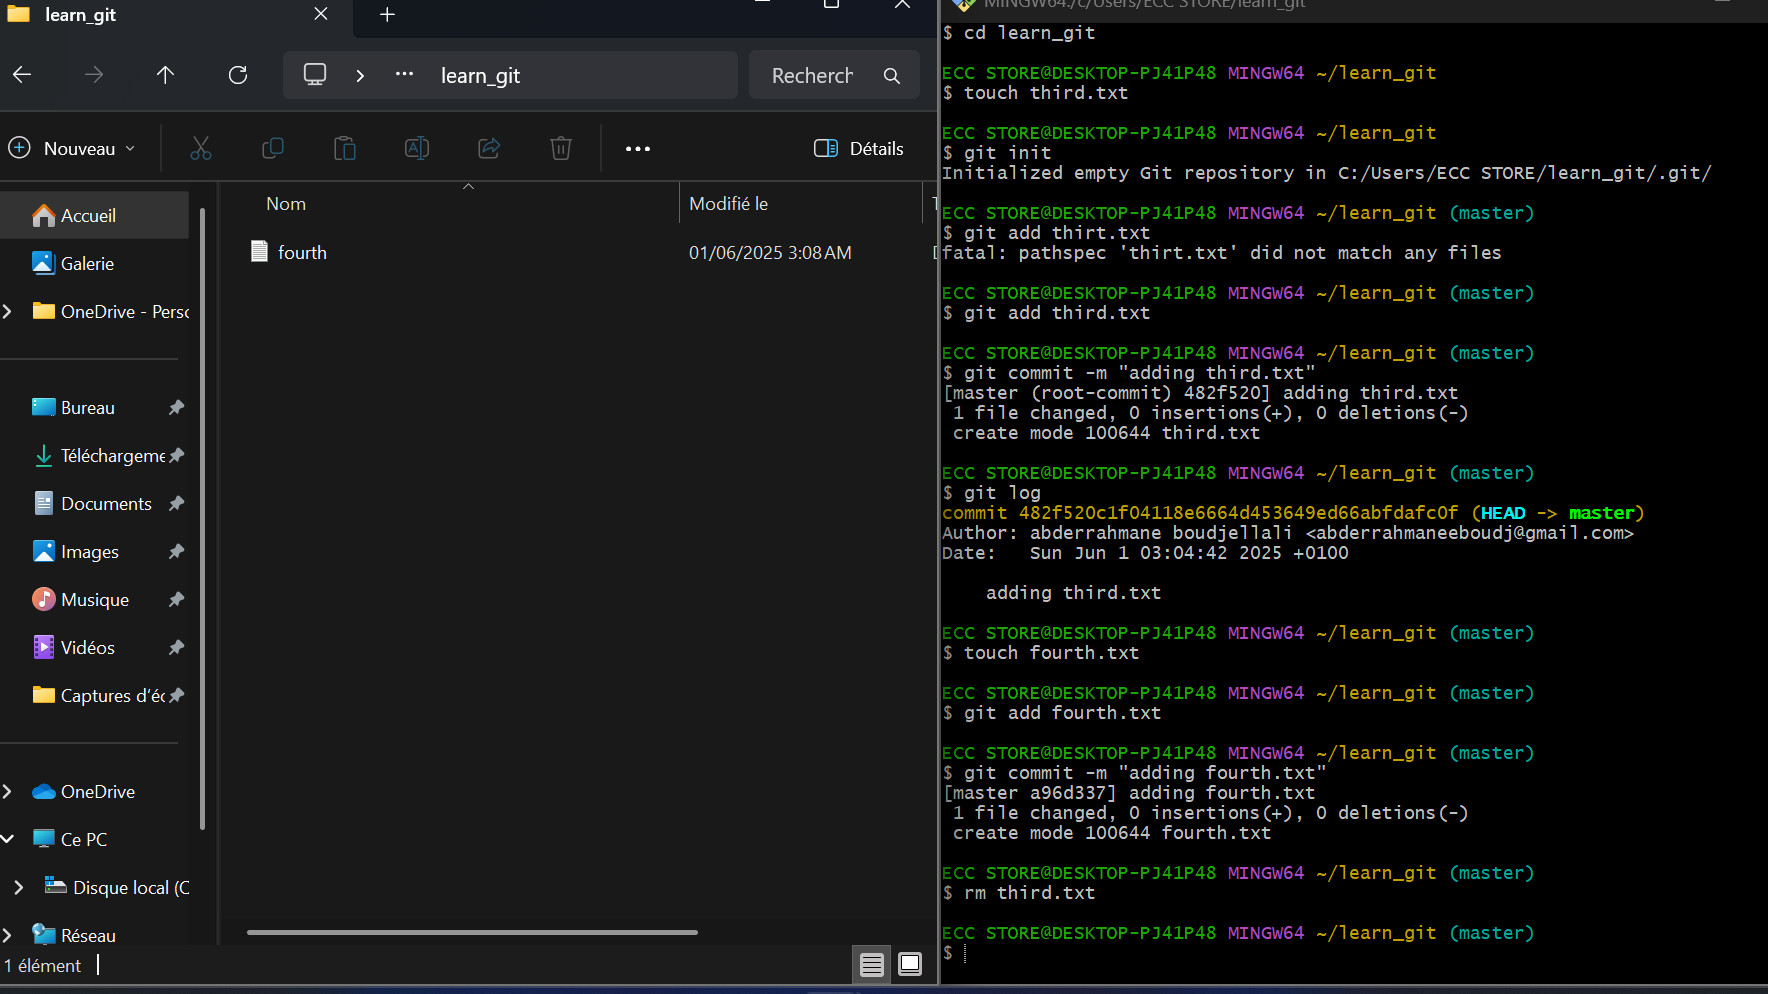 learn_git
learn_git
Recherch
Nouveau
Détails
Accueil
Galerie
OneDrive - Perso
Bureau
Téléchargeme
Documents
Images
Musique
Vidéos
Captures d'éc
OneDrive
Ce PC
Disque local (C
Réseau
Nom
Modifié le
fourth
01/06/2025 3:08 AM
1 élément
MINGW64:/c/Users/ECC STORE/learn_git
$ cd learn_git
ECC STORE@DESKTOP-PJ41P48 MINGW64 ~/learn_git
$ touch third.txt
ECC STORE@DESKTOP-PJ41P48 MINGW64 ~/learn_git
$ git init
Initialized empty Git repository in C:/Users/ECC STORE/learn_git/.git/
ECC STORE@DESKTOP-PJ41P48 MINGW64 ~/learn_git (master)
$ git add thirt.txt
fatal: pathspec 'thirt.txt' did not match any files
ECC STORE@DESKTOP-PJ41P48 MINGW64 ~/learn_git (master)
$ git add third.txt
ECC STORE@DESKTOP-PJ41P48 MINGW64 ~/learn_git (master)
$ git commit -m "adding third.txt"
[master (root-commit) 482f520] adding third.txt
1 file changed, 0 insertions(+), 0 deletions(-)
create mode 100644 third.txt
ECC STORE@DESKTOP-PJ41P48 MINGW64 ~/learn_git (master)
$ git log
commit 482f520c1f04118e6664d453649ed66abfdafc0f (HEAD -> master)
Author: abderrahmane boudjellali <abderrahmaneeboudj@gmail.com>
Date:   Sun Jun 1 03:04:42 2025 +0100
adding third.txt
ECC STORE@DESKTOP-PJ41P48 MINGW64 ~/learn_git (master)
$ touch fourth.txt
ECC STORE@DESKTOP-PJ41P48 MINGW64 ~/learn_git (master)
$ git add fourth.txt
ECC STORE@DESKTOP-PJ41P48 MINGW64 ~/learn_git (master)
$ git commit -m "adding fourth.txt"
[master a96d337] adding fourth.txt
1 file changed, 0 insertions(+), 0 deletions(-)
create mode 100644 fourth.txt
ECC STORE@DESKTOP-PJ41P48 MINGW64 ~/learn_git (master)
$ rm third.txt
ECC STORE@DESKTOP-PJ41P48 MINGW64 ~/learn_git (master)
$